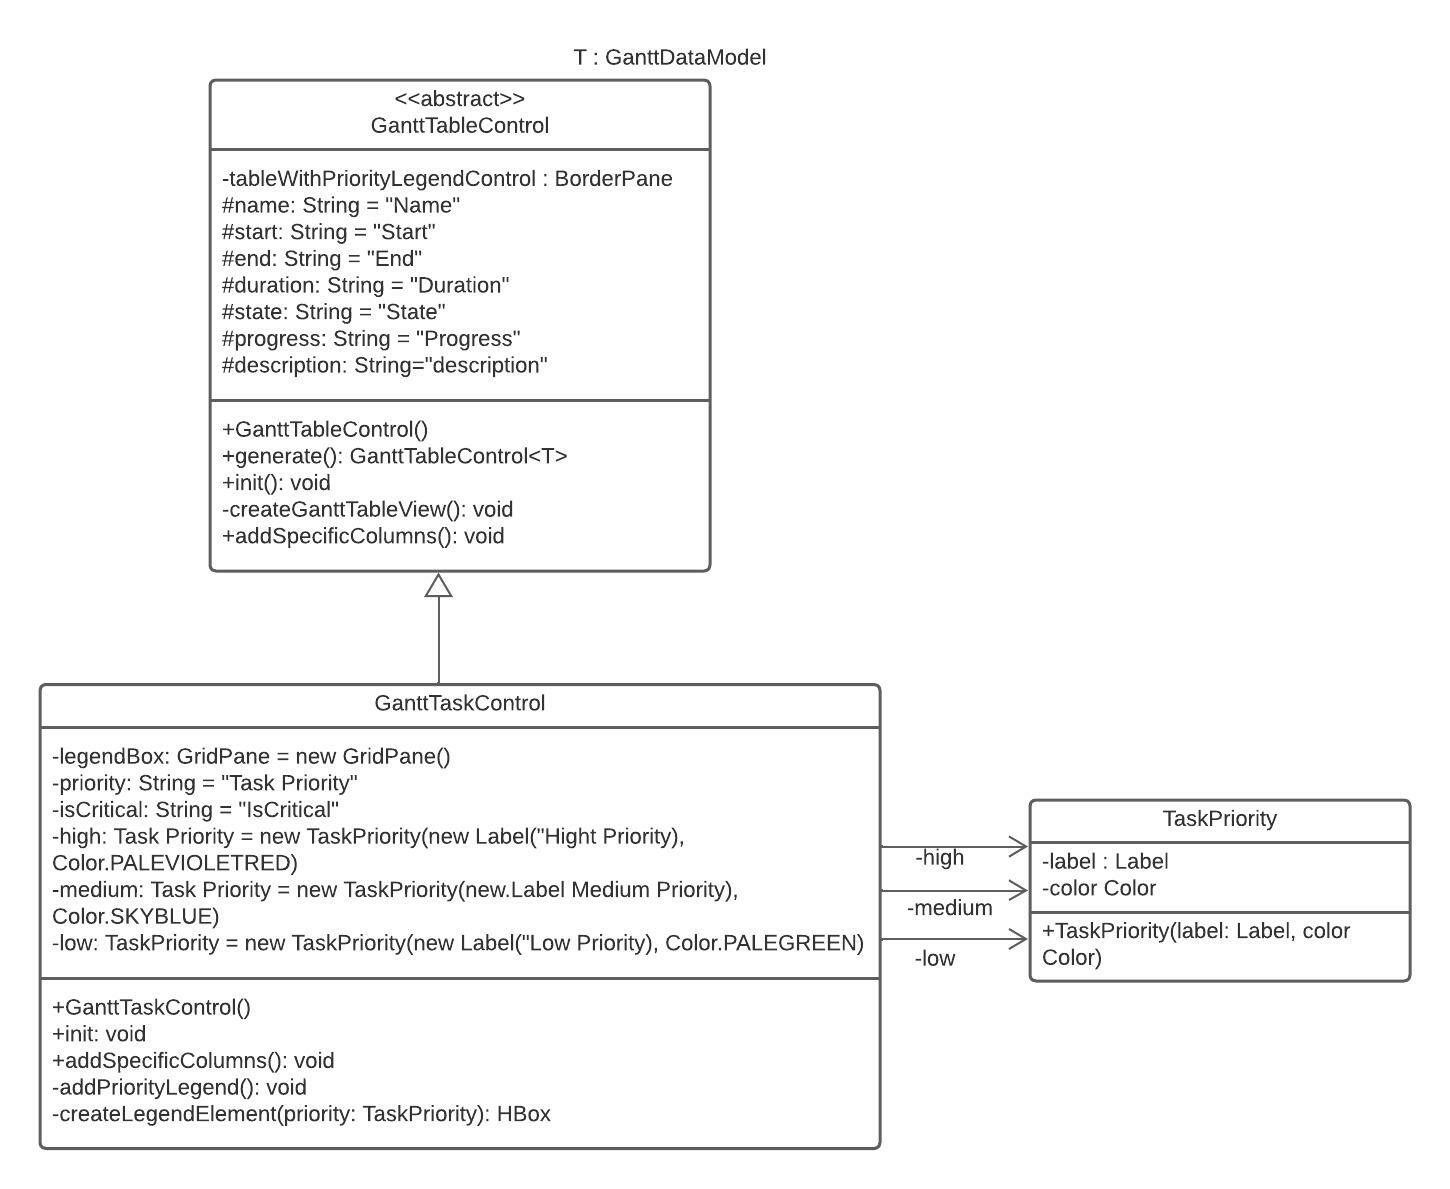 T : GanttDataModel
<<abstract>>
GanttTableControl
-tableWithPriorityLegendControl : BorderPane
#name: String = "Name"
#start: String = "Start"
#end: String = "End"
#duration: String = "Duration"
#state: String = "State"
#progress: String = "Progress"
#description: String="description"
+GanttTableControl()
+generate(): GanttTableControl<T>
+init(): void
-createGanttTableView(): void
+addSpecificColumns(): void
GanttTaskControl
-legendBox: GridPane = new GridPane()
-priority: String = "Task Priority"
-isCritical: String = "IsCritical"
-high: Task Priority = new TaskPriority(new Label("Hight Priority),
Color.PALEVIOLETRED)
-medium: Task Priority = new TaskPriority(new.Label Medium Priority),
Color.SKYBLUE)
-low: TaskPriority = new TaskPriority(new Label("Low Priority), Color.PALEGREEN)
+GanttTaskControl()
+init: void
+addSpecificColumns(): void
-addPriorityLegend(): void
-createLegendElement(priority: TaskPriority): HBox
-high
-medium
-low
TaskPriority
-label : Label
-color Color
+TaskPriority(label: Label, color
Color)